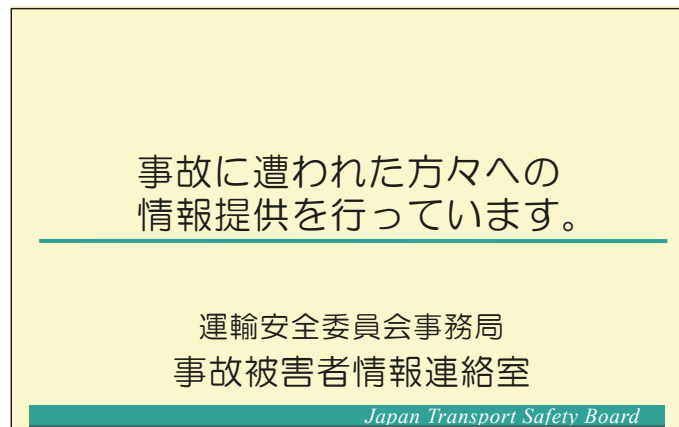 事故に遭われた方々への
情報提供を行っています。
運輸安全委員会事務局
事故被害者情報連絡室
Japan Transport Safety Board